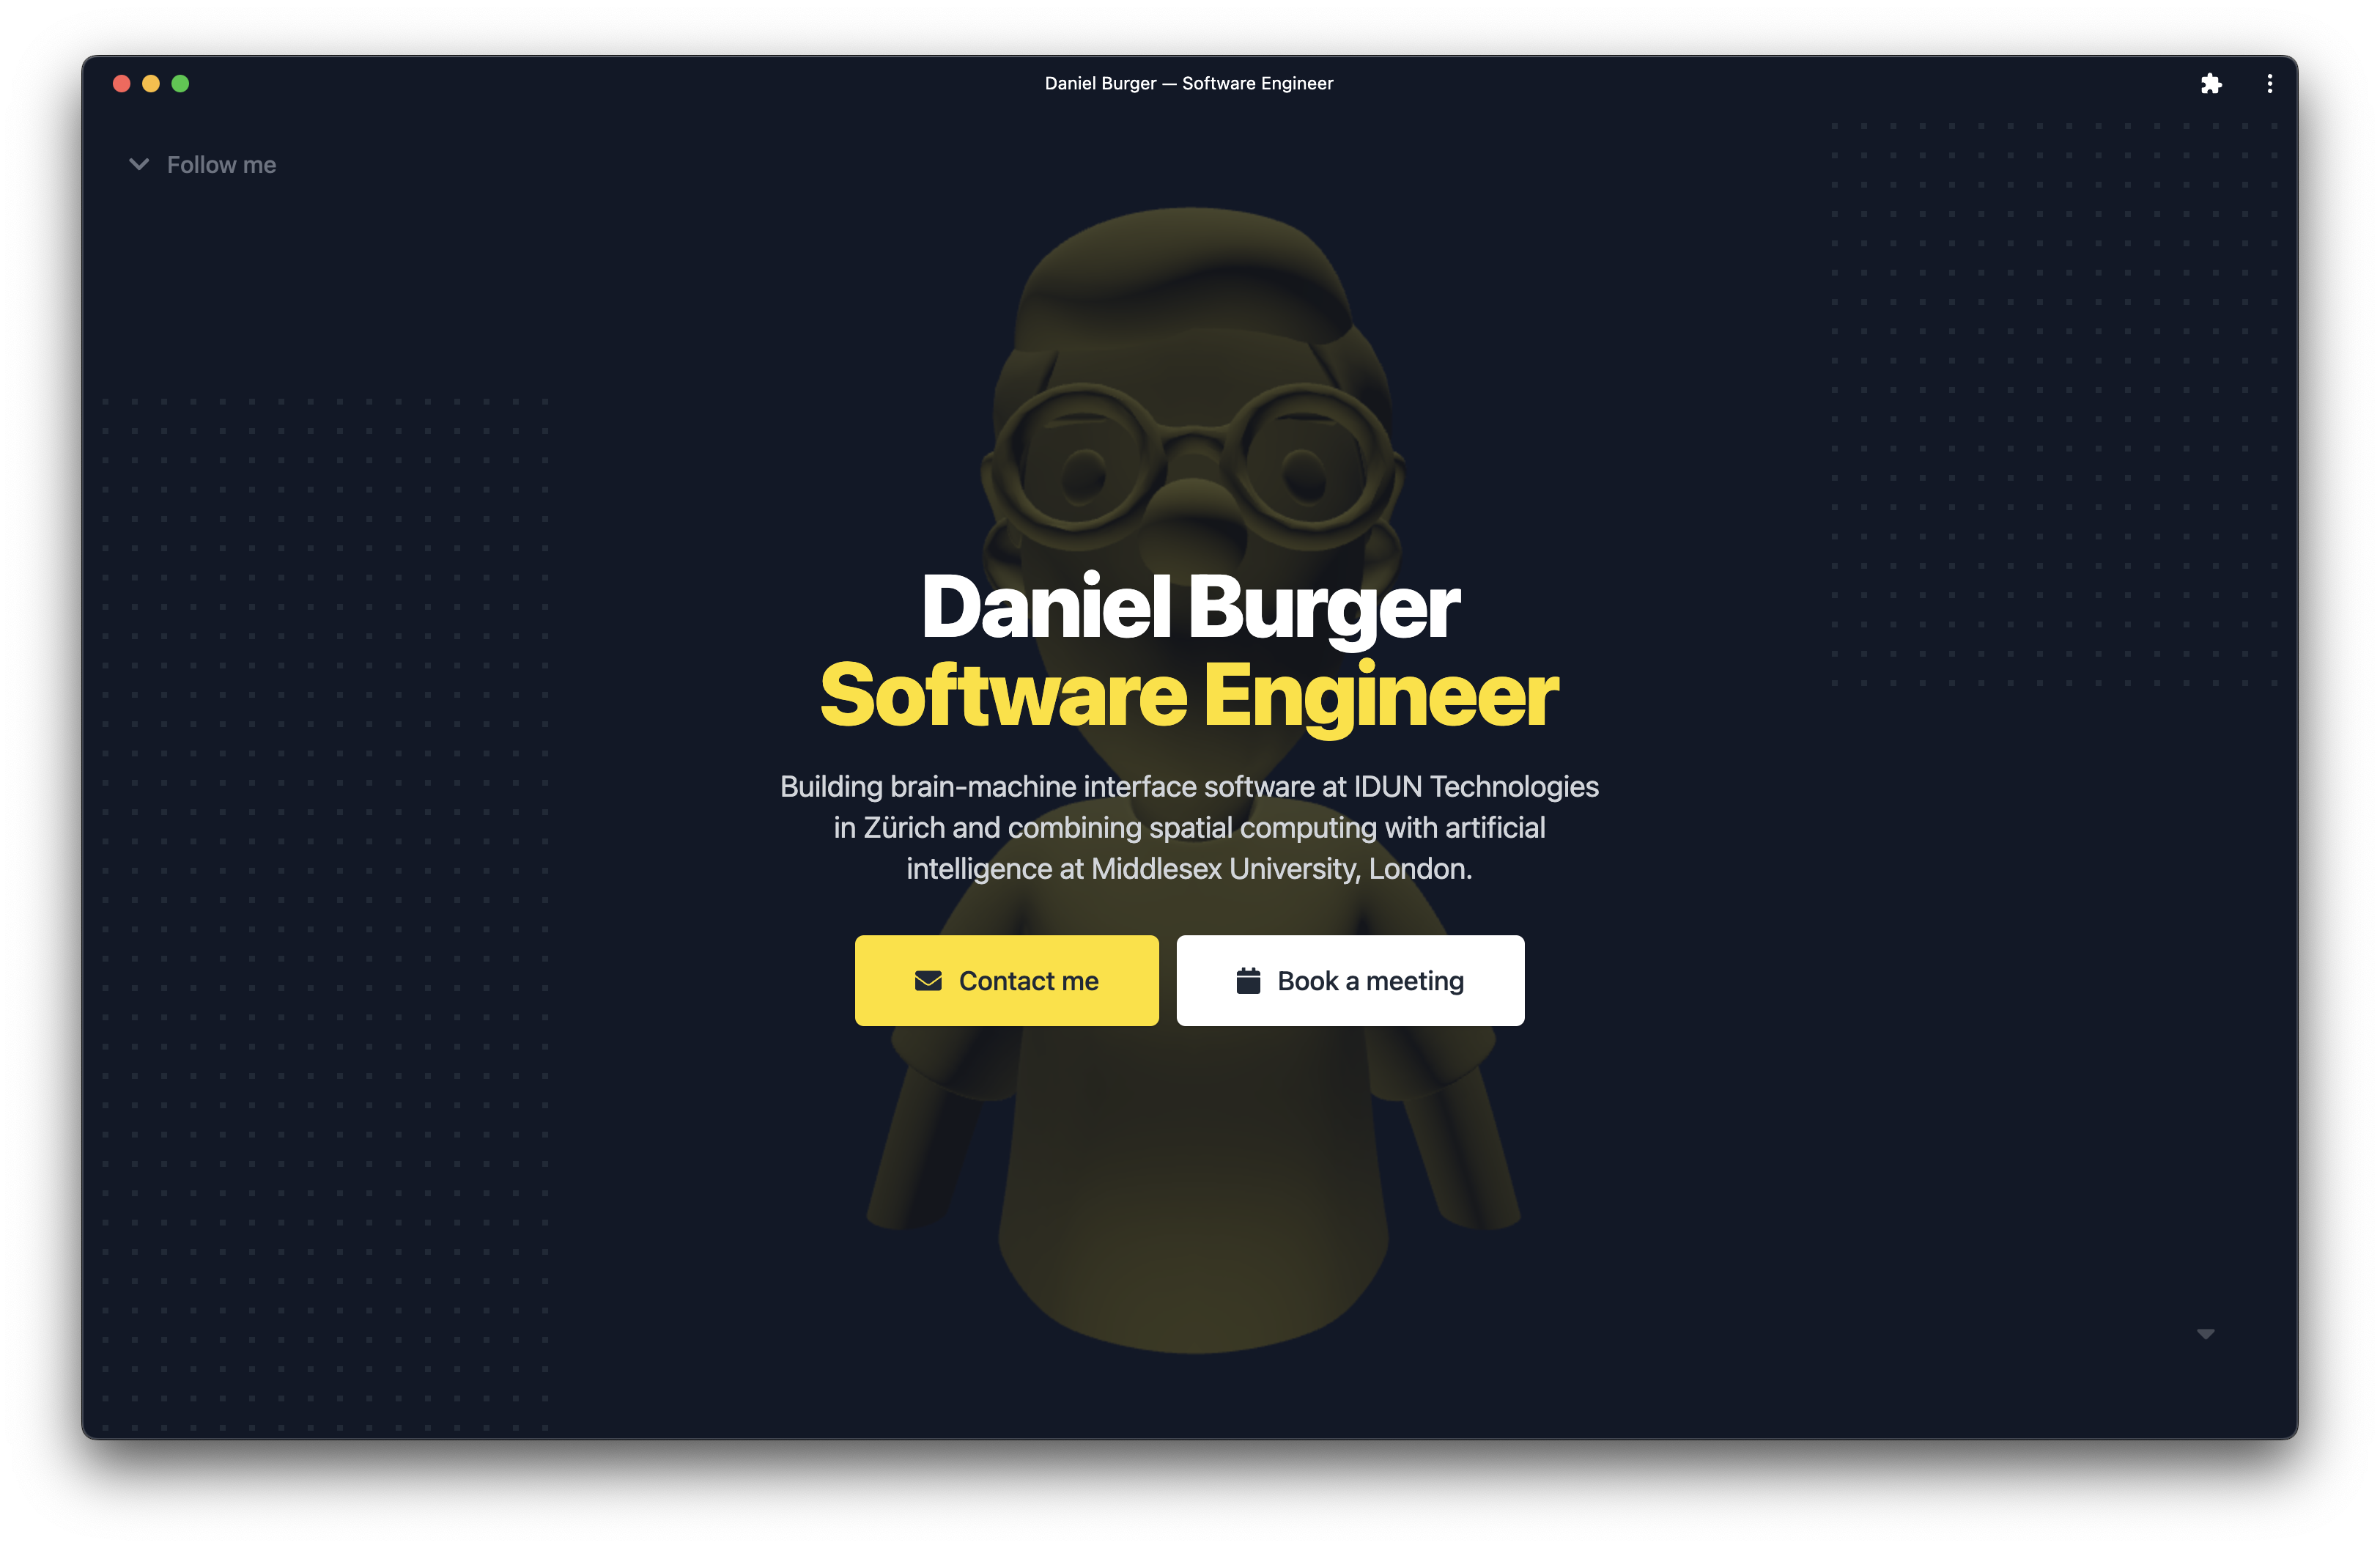 Daniel Burger — Software Engineer
Follow me
Daniel Burger
Software Engineer
Building brain-machine interface software at IDUN Technologies
in Zürich and combining spatial computing with artificial
intelligence at Middlesex University, London.
Contact me
Book a meeting